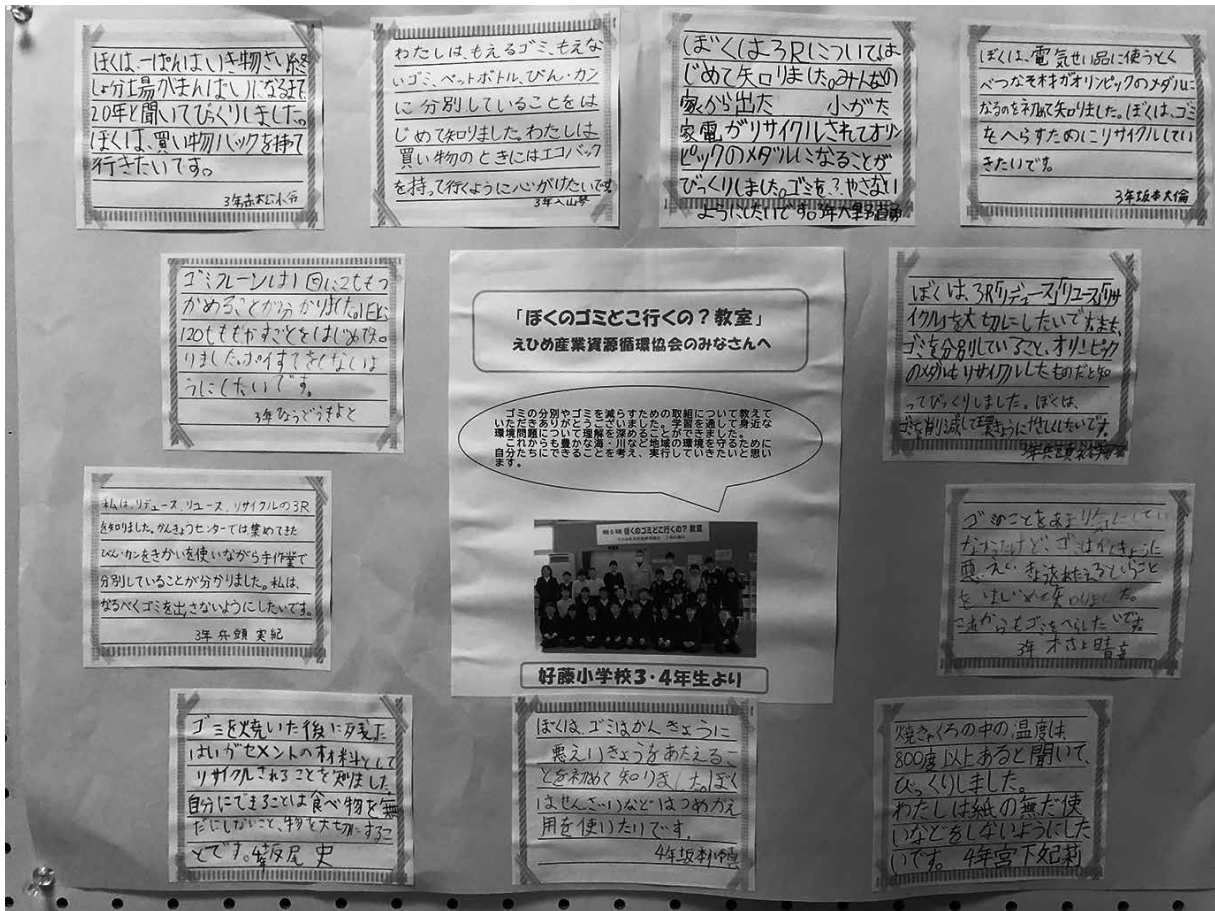 ぼくは、一ぱんはいき物さい終
しょ分場がまんぱいになるまで
20年と聞いてびっくりしました。
ぼくは、買い物バックを持って
行きたいです。
3年
わたしは、もえるゴミ、もえな
いゴミ、ペットボトル、びん・カン
に分別していることをは
じめて知りました。わたしは
買い物のときにはエコバック
を持って行くように心がけたいです
3年入山
ぼくは3Rについては
じめて知りました。みんなの
家から出た 小がた
家電がリサイクルされてオリン
ピックのメダルになることが
びっくりしました。ゴミを、ふやさない
ようにしたいです。3年
ぼくは、電気せい品に使うとく
べつなそ材がオリンピックのメダルに
なるのを初めて知りました。ぼくは、ゴミ
をへらすためにリサイクルしてい
きたいです。
3年坂本大倫
ゴミクレーンは1回に2tもつ
かめることが分かりました。1日に
120tももやすことをはじめて知
りました。ポイすてをしないよ
うにしたいです。
3年ひょうどうきよと
「ぼくのゴミどこ行くの?教室」
えひめ産業資源循環協会のみなさんへ
ゴミの分別やゴミを減らすための取組について教えて
いただきありがとうございました。学習を通して身近な
環境問題について理解を深めることができました。
これからも豊かな海・川など地域の環境を守るために
自分たちにできることを考え、実行していきたいと思い
ます。
ぼくのゴミどこ行くの?教室
好藤小学校3・4年生より
ぼくは、3R「リデュース」「リユース」「リサ
イクル」を大切にしたいです。また、
ゴミを分別していること、オリンピック
のメダルもリサイクルしたものだと知
ってびっくりしました。ぼくは、
ゴミを削減して環きょうにやさしくしたいです。
私は、リデュース、リユース、リサイクルの3R
を知りました。かんきょうセンターでは集めてきた
びん・カンをきかいを使いながら手作業で
分別していることが分かりました。私は、
なるべくゴミを出さないようにしたいです。
3年 兵頭 実紀
ゴミのことをあまり気にしてい
なかったけど、ゴミはかんきょうに
悪えいきょうをあたえるということ
をはじめて知りました。
これからもゴミをへらしたいです
3年 村上晴
ゴミを焼いた後に残った
はいがセメントの材料として
リサイクルされることを知りました。
自分にできることは食べ物を無
だにしないこと、物を大切にするこ
とです。4年坂尾 史
ぼくは、ゴミはかんきょうに
悪えいきょうをあたえるこ
とを初めて知りました。ぼく
はせんざいなどはつめかえ
用を使いたいです。
4年坂本
焼きゃくろの中の温度は、
800度以上あると聞いて、
びっくりしました。
わたしは紙の無だ使
いなどをしないようにした
いです。 4年宮下妃莉